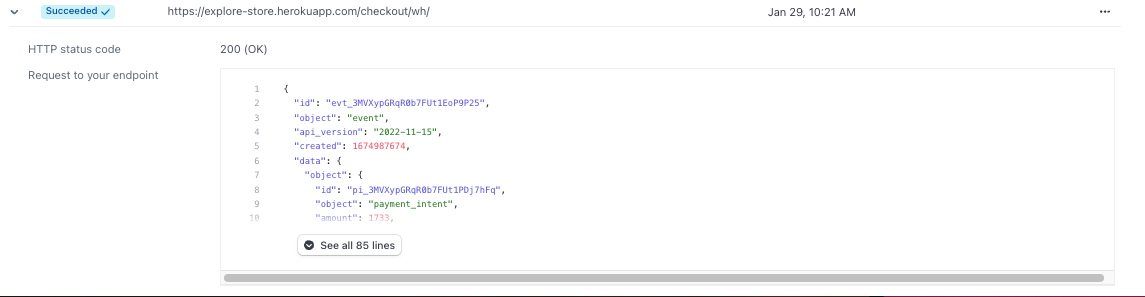 Succeeded https://explore-store.herokuapp.com/checkout/wh/ Jan 29, 10:21 AM
HTTP status code 200 (OK)
Request to your endpoint
1 {
2 "id": "evt_3MVXypGRqR0b7FUt1EoP9P25",
3 "object": "event",
4 "api_version": "2022-11-15",
5 "created": 1674987674,
6 "data": {
7 "object": {
8 "id": "pi_3MVXypGRqR0b7FUt1PDj7hFq",
9 "object": "payment_intent",
10 "amount": 1733,
See all 85 lines